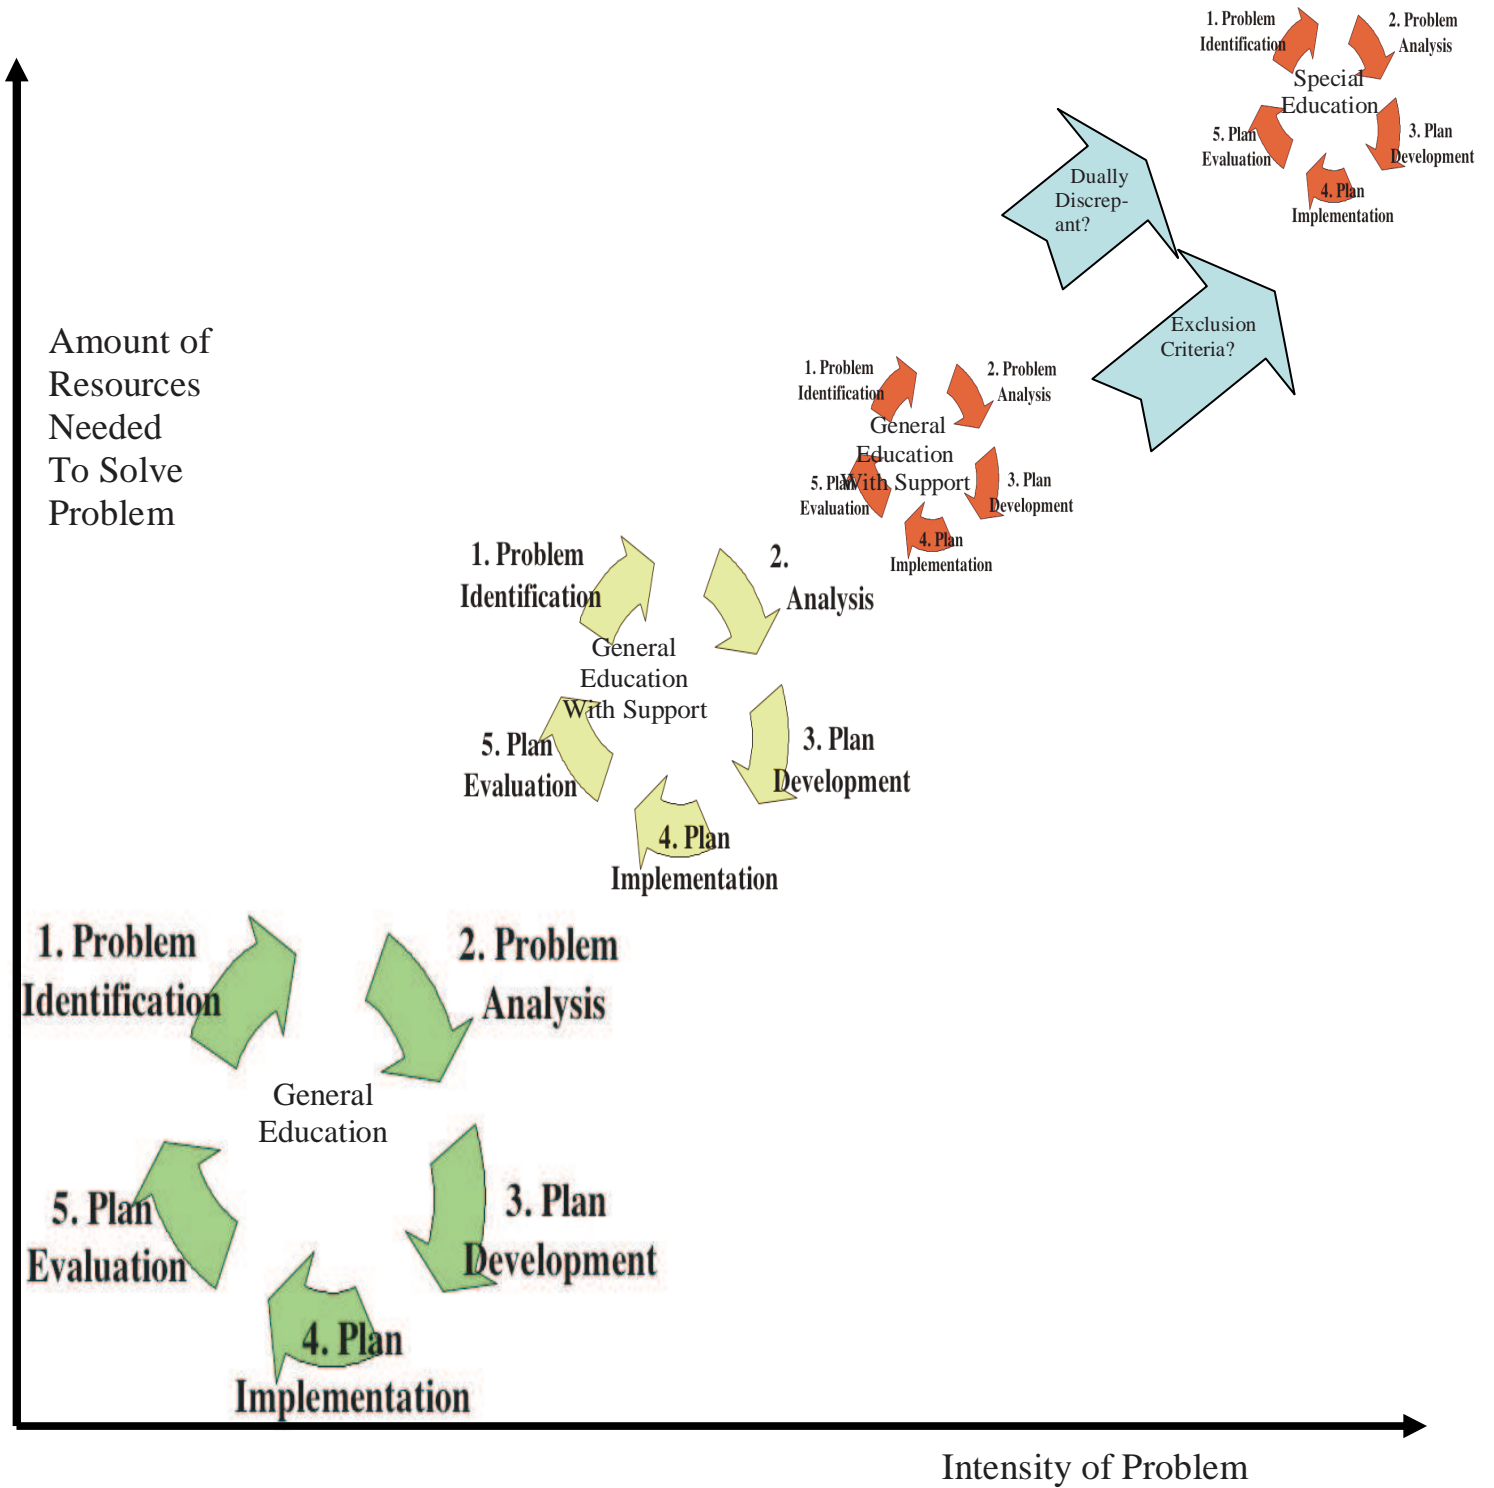 1. Problem
Identification
2. Problem
Analysis
Special
Education
5. Plan
Evaluation
3. Plan
Development
4. Plan
Implementation
Dually
Discrep-
ant?
Exclusion
Criteria?
Amount of
Resources
Needed
To Solve
Problem
1. Problem
Identification
2. Problem
Analysis
General
Education
With Support
5. Plan
Evaluation
3. Plan
Development
4. Plan
Implementation
1. Problem
Identification
2.
Analysis
General
Education
With Support
5. Plan
Evaluation
3. Plan
Development
4. Plan
Implementation
1. Problem
Identification
2. Problem
Analysis
General
Education
5. Plan
Evaluation
3. Plan
Development
4. Plan
Implementation
Intensity of Problem